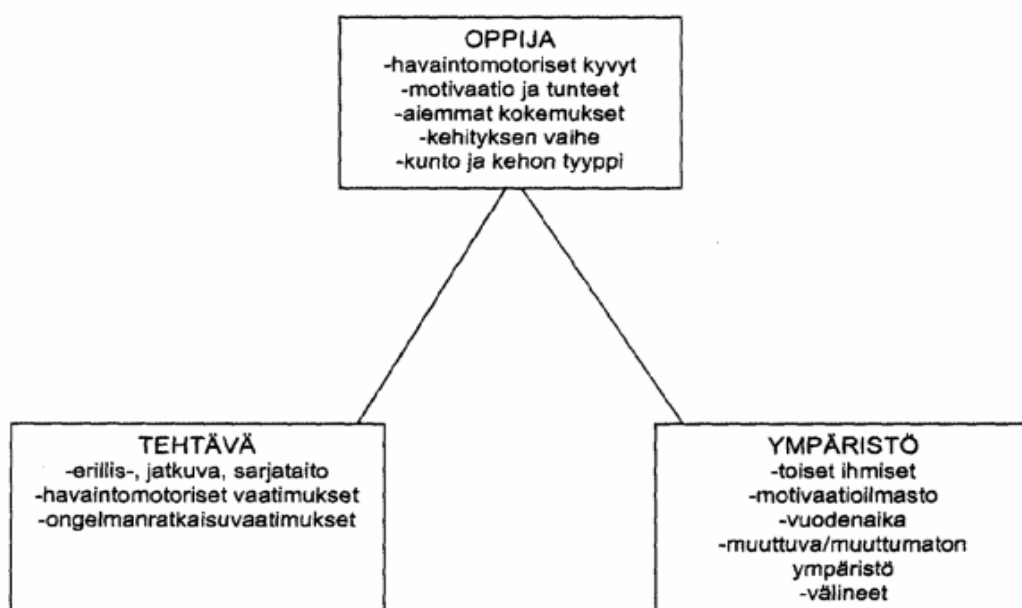 OPPIJA
-havaintomotoriset kyvyt
-motivaatio ja tunteet
-aiemmat kokemukset
-kehityksen vaihe
-kunto ja kehon tyyppi
TEHTÄVÄ
-erillis-, jatkuva, sarjataito
-havaintomotoriset vaatimukset
-ongelmanratkaisuvaatimukset
YMPÄRISTÖ
-toiset ihmiset
-motivaatioilmasto
-vuodenaika
-muuttuva/muuttumaton
ympäristö
-välineet